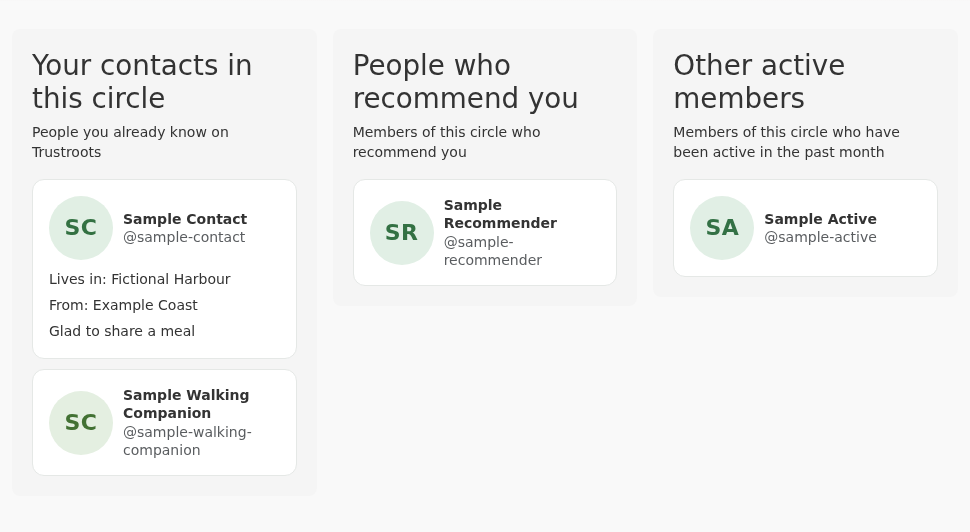 Your contacts in
this circle
People you already know on
Trustroots
SC
Sample Contact
@sample-contact
Lives in: Fictional Harbour
From: Example Coast
Glad to share a meal
SC
Sample Walking
Companion
@sample-walking-
companion
People who
recommend you
Members of this circle who
recommend you
SR
Sample
Recommender
@sample-
recommender
Other active
members
Members of this circle who have
been active in the past month
SA
Sample Active
@sample-active